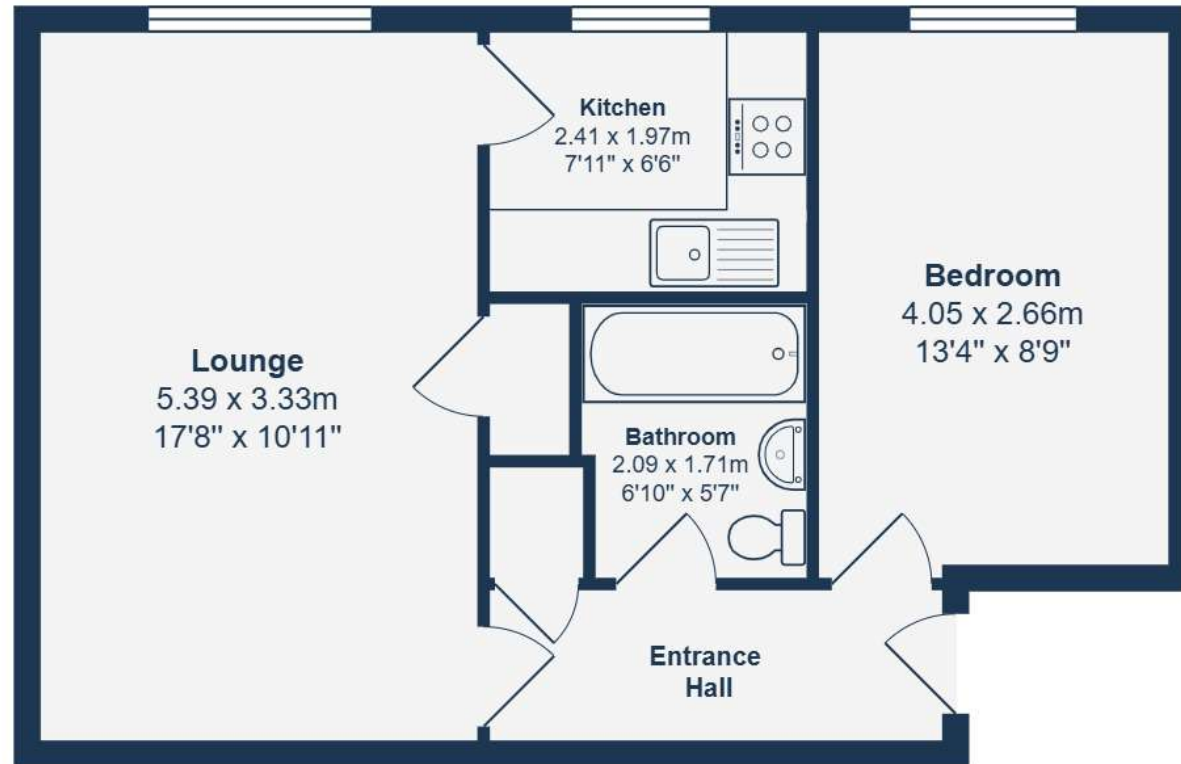 Kitchen
2.41 x 1.97m
7'11" x 6'6"
Bedroom
4.05 x 2.66m
13'4" x 8'9"
Lounge
5.39 x 3.33m
17'8" x 10'11"
Bathroom
2.09 x 1.71m
6'10" x 5'7"
Entrance
Hall